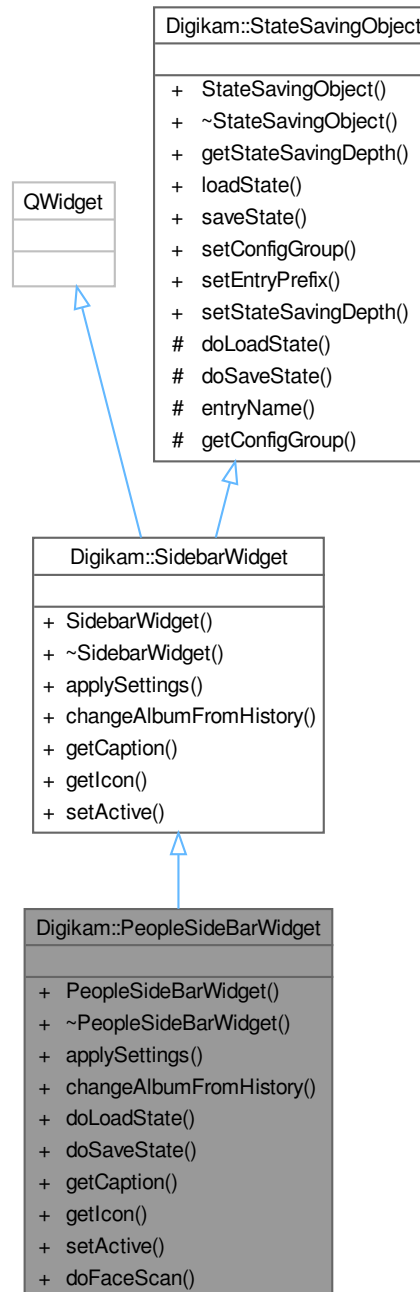 Digikam::StateSavingObject
+ StateSavingObject()
+ ~StateSavingObject()
+ getStateSavingDepth()
+ loadState()
+ saveState()
+ setConfigGroup()
+ setEntryPrefix()
+ setStateSavingDepth()
# doLoadState()
# doSaveState()
# entryName()
# getConfigGroup()
QWidget
Digikam::SidebarWidget
+ SidebarWidget()
+ ~SidebarWidget()
+ applySettings()
+ changeAlbumFromHistory()
+ getCaption()
+ getIcon()
+ setActive()
Digikam::PeopleSideBarWidget
+ PeopleSideBarWidget()
+ ~PeopleSideBarWidget()
+ applySettings()
+ changeAlbumFromHistory()
+ doLoadState()
+ doSaveState()
+ getCaption()
+ getIcon()
+ setActive()
+ doFaceScan()